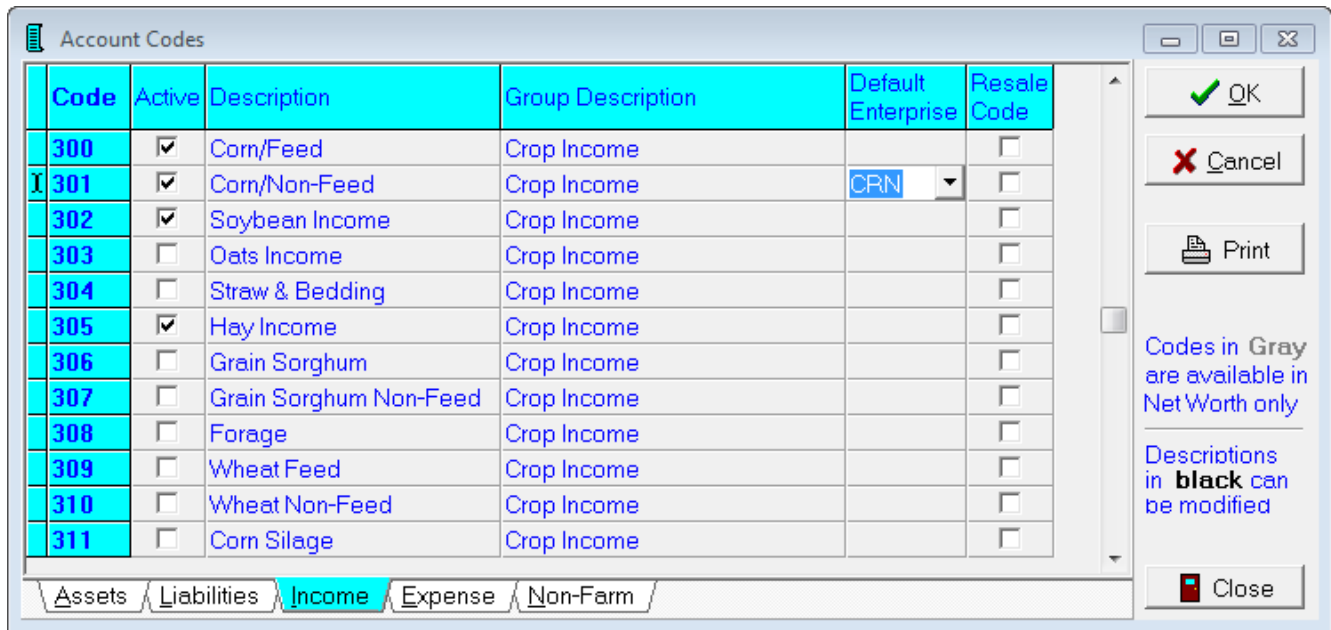 Account Codes
Code Active Description Group Description Default Enterprise Resale Code
300 Corn/Feed Crop Income
301 Corn/Non-Feed Crop Income CRN
302 Soybean Income Crop Income
303 Oats Income Crop Income
304 Straw & Bedding Crop Income
305 Hay Income Crop Income
306 Grain Sorghum Crop Income
307 Grain Sorghum Non-Feed Crop Income
308 Forage Crop Income
309 Wheat Feed Crop Income
310 Wheat Non-Feed Crop Income
311 Corn Silage Crop Income
Assets Liabilities Income Expense Non-Farm
OK
Cancel
Print
Codes in Gray
are available in
Net Worth only
Descriptions
in black can
be modified
Close